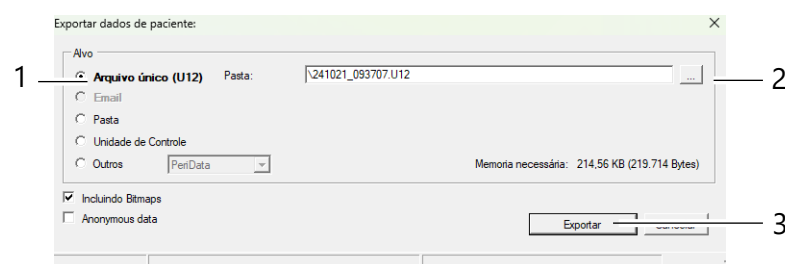 Exportar dados de paciente:
Alvo
1
Arquivo único (U12) Pasta: \241021_093707.U12 ...
2
Email
Pasta
Unidade de Controle
Outros PeriData Memoria necessária: 214,56 KB (219.714 Bytes)
Incluindo Bitmaps
Anonymous data
Exportar
3